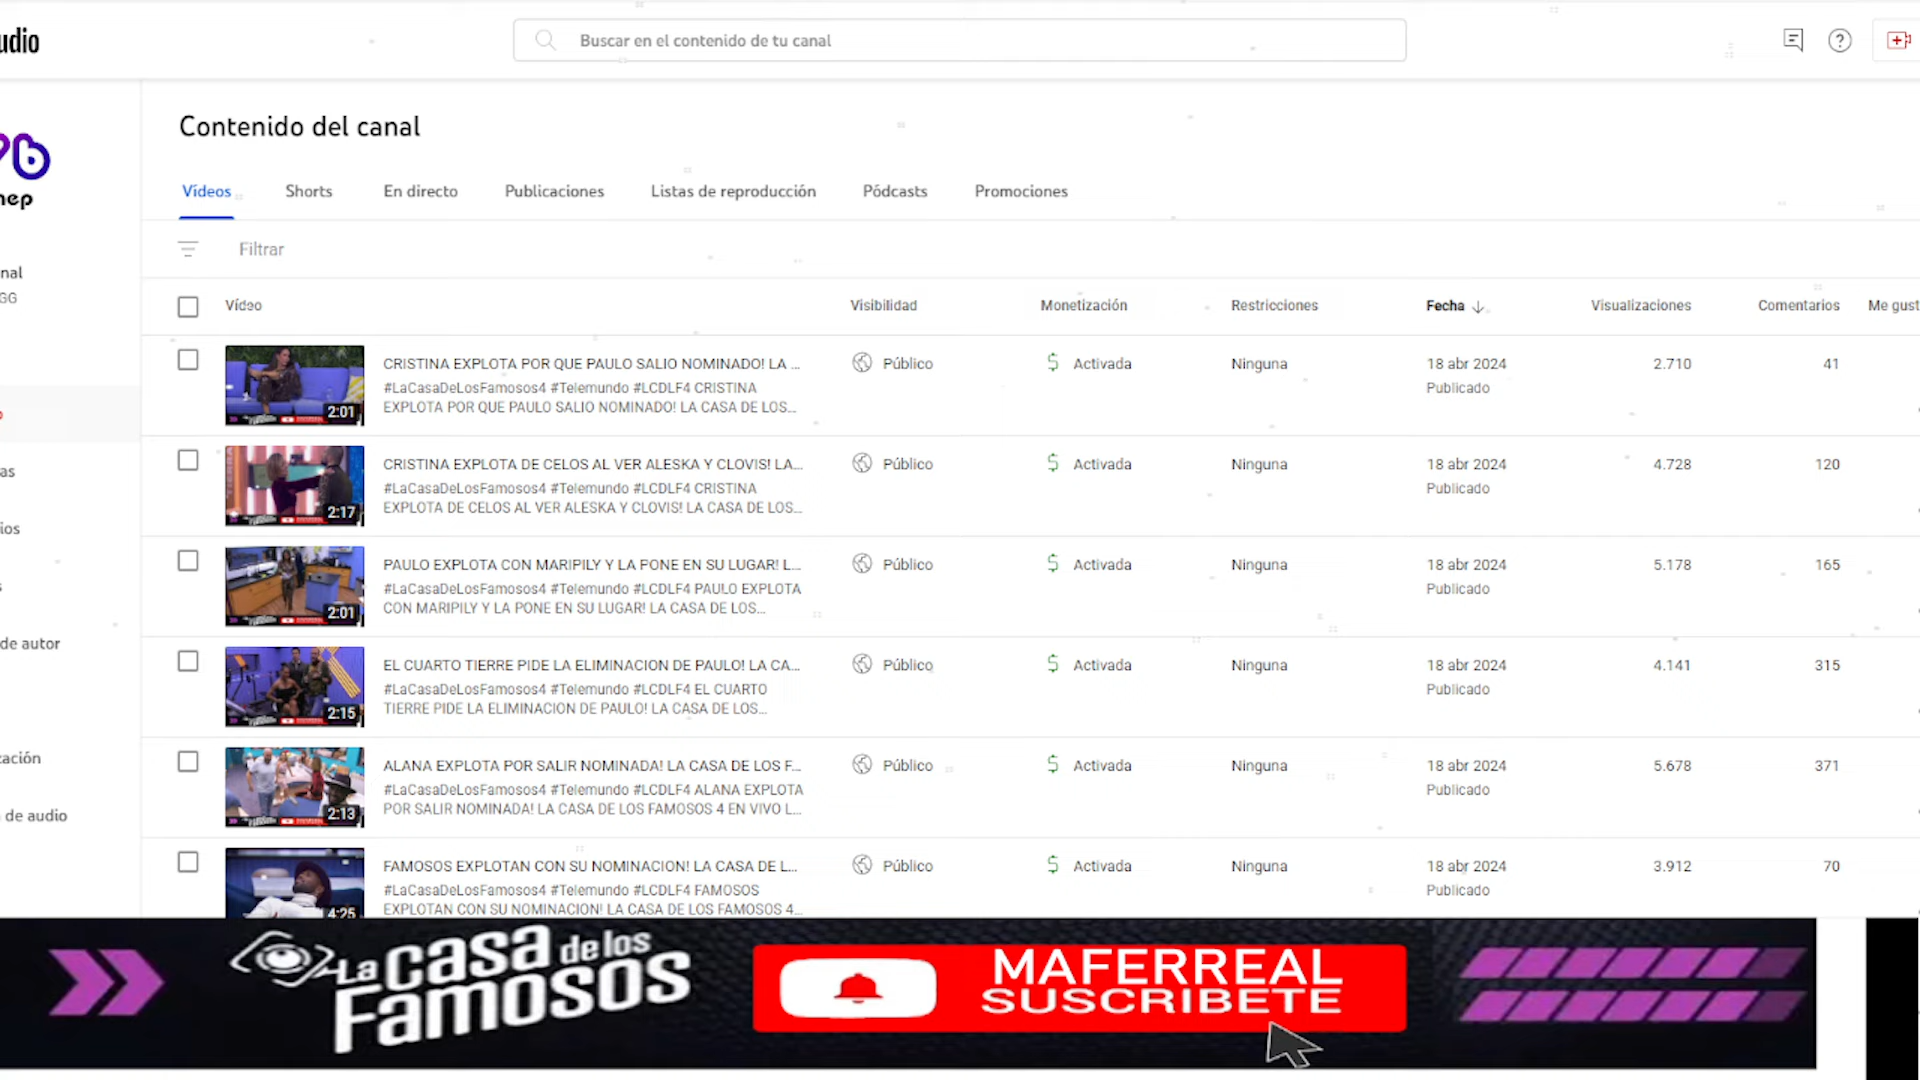 udio
Buscar en el contenido de tu canal
Contenido del canal
Vídeos Shorts En directo Publicaciones Listas de reproducción Pódcasts Promociones
Filtrar
Vídeo Visibilidad Monetización Restricciones Fecha Visualizaciones Comentarios Me gust
2:01
CRISTINA EXPLOTA POR QUE PAULO SALIO NOMINADO! LA ...
#LaCasaDeLosFamosos4 #Telemundo #LCDLF4 CRISTINA
EXPLOTA POR QUE PAULO SALIO NOMINADO! LA CASA DE LOS...
Público Activada Ninguna 18 abr 2024 2.710 41
Publicado
2:17
CRISTINA EXPLOTA DE CELOS AL VER ALESKA Y CLOVIS! LA...
#LaCasaDeLosFamosos4 #Telemundo #LCDLF4 CRISTINA
EXPLOTA DE CELOS AL VER ALESKA Y CLOVIS! LA CASA DE LOS...
Público Activada Ninguna 18 abr 2024 4.728 120
Publicado
2:01
PAULO EXPLOTA CON MARIPILY Y LA PONE EN SU LUGAR! L...
#LaCasaDeLosFamosos4 #Telemundo #LCDLF4 PAULO EXPLOTA
CON MARIPILY Y LA PONE EN SU LUGAR! LA CASA DE LOS...
Público Activada Ninguna 18 abr 2024 5.178 165
Publicado
2:15
EL CUARTO TIERRE PIDE LA ELIMINACION DE PAULO! LA CA...
#LaCasaDeLosFamosos4 #Telemundo #LCDLF4 EL CUARTO
TIERRE PIDE LA ELIMINACION DE PAULO! LA CASA DE LOS...
Público Activada Ninguna 18 abr 2024 4.141 315
Publicado
2:13
ALANA EXPLOTA POR SALIR NOMINADA! LA CASA DE LOS F...
#LaCasaDeLosFamosos4 #Telemundo #LCDLF4 ALANA EXPLOTA
POR SALIR NOMINADA! LA CASA DE LOS FAMOSOS 4 EN VIVO L...
Público Activada Ninguna 18 abr 2024 5.678 371
Publicado
4:25
FAMOSOS EXPLOTAN CON SU NOMINACION! LA CASA DE L...
#LaCasaDeLosFamosos4 #Telemundo #LCDLF4 FAMOSOS
EXPLOTAN CON SU NOMINACION! LA CASA DE LOS FAMOSOS 4...
Público Activada Ninguna 18 abr 2024 3.912 70
Publicado
nep
nal
GG
as
ios
s
de autor
zación
de audio
La casa de los
Famosos
MAFERREAL
SUSCRIBETE